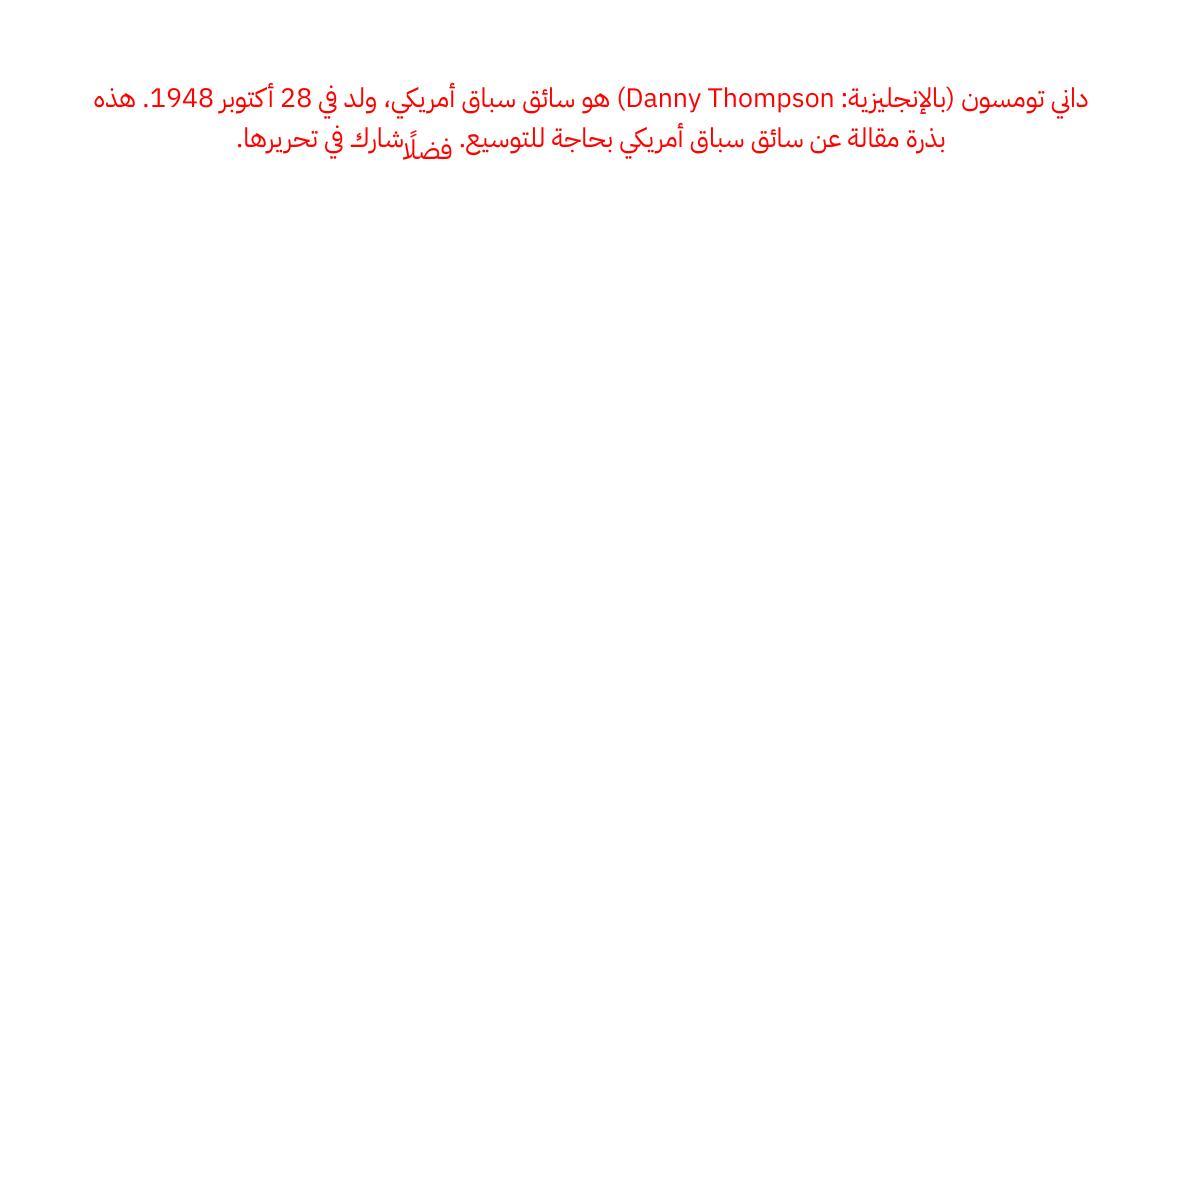 داني تومسون (بالإنجليزية: Danny Thompson) هو سائق سباق أمريكي، ولد في 28 أكتوبر 1948. هذه
بذرة مقالة عن سائق سباق أمريكي بحاجة للتوسيع. فضلًا شارك في تحريرها.